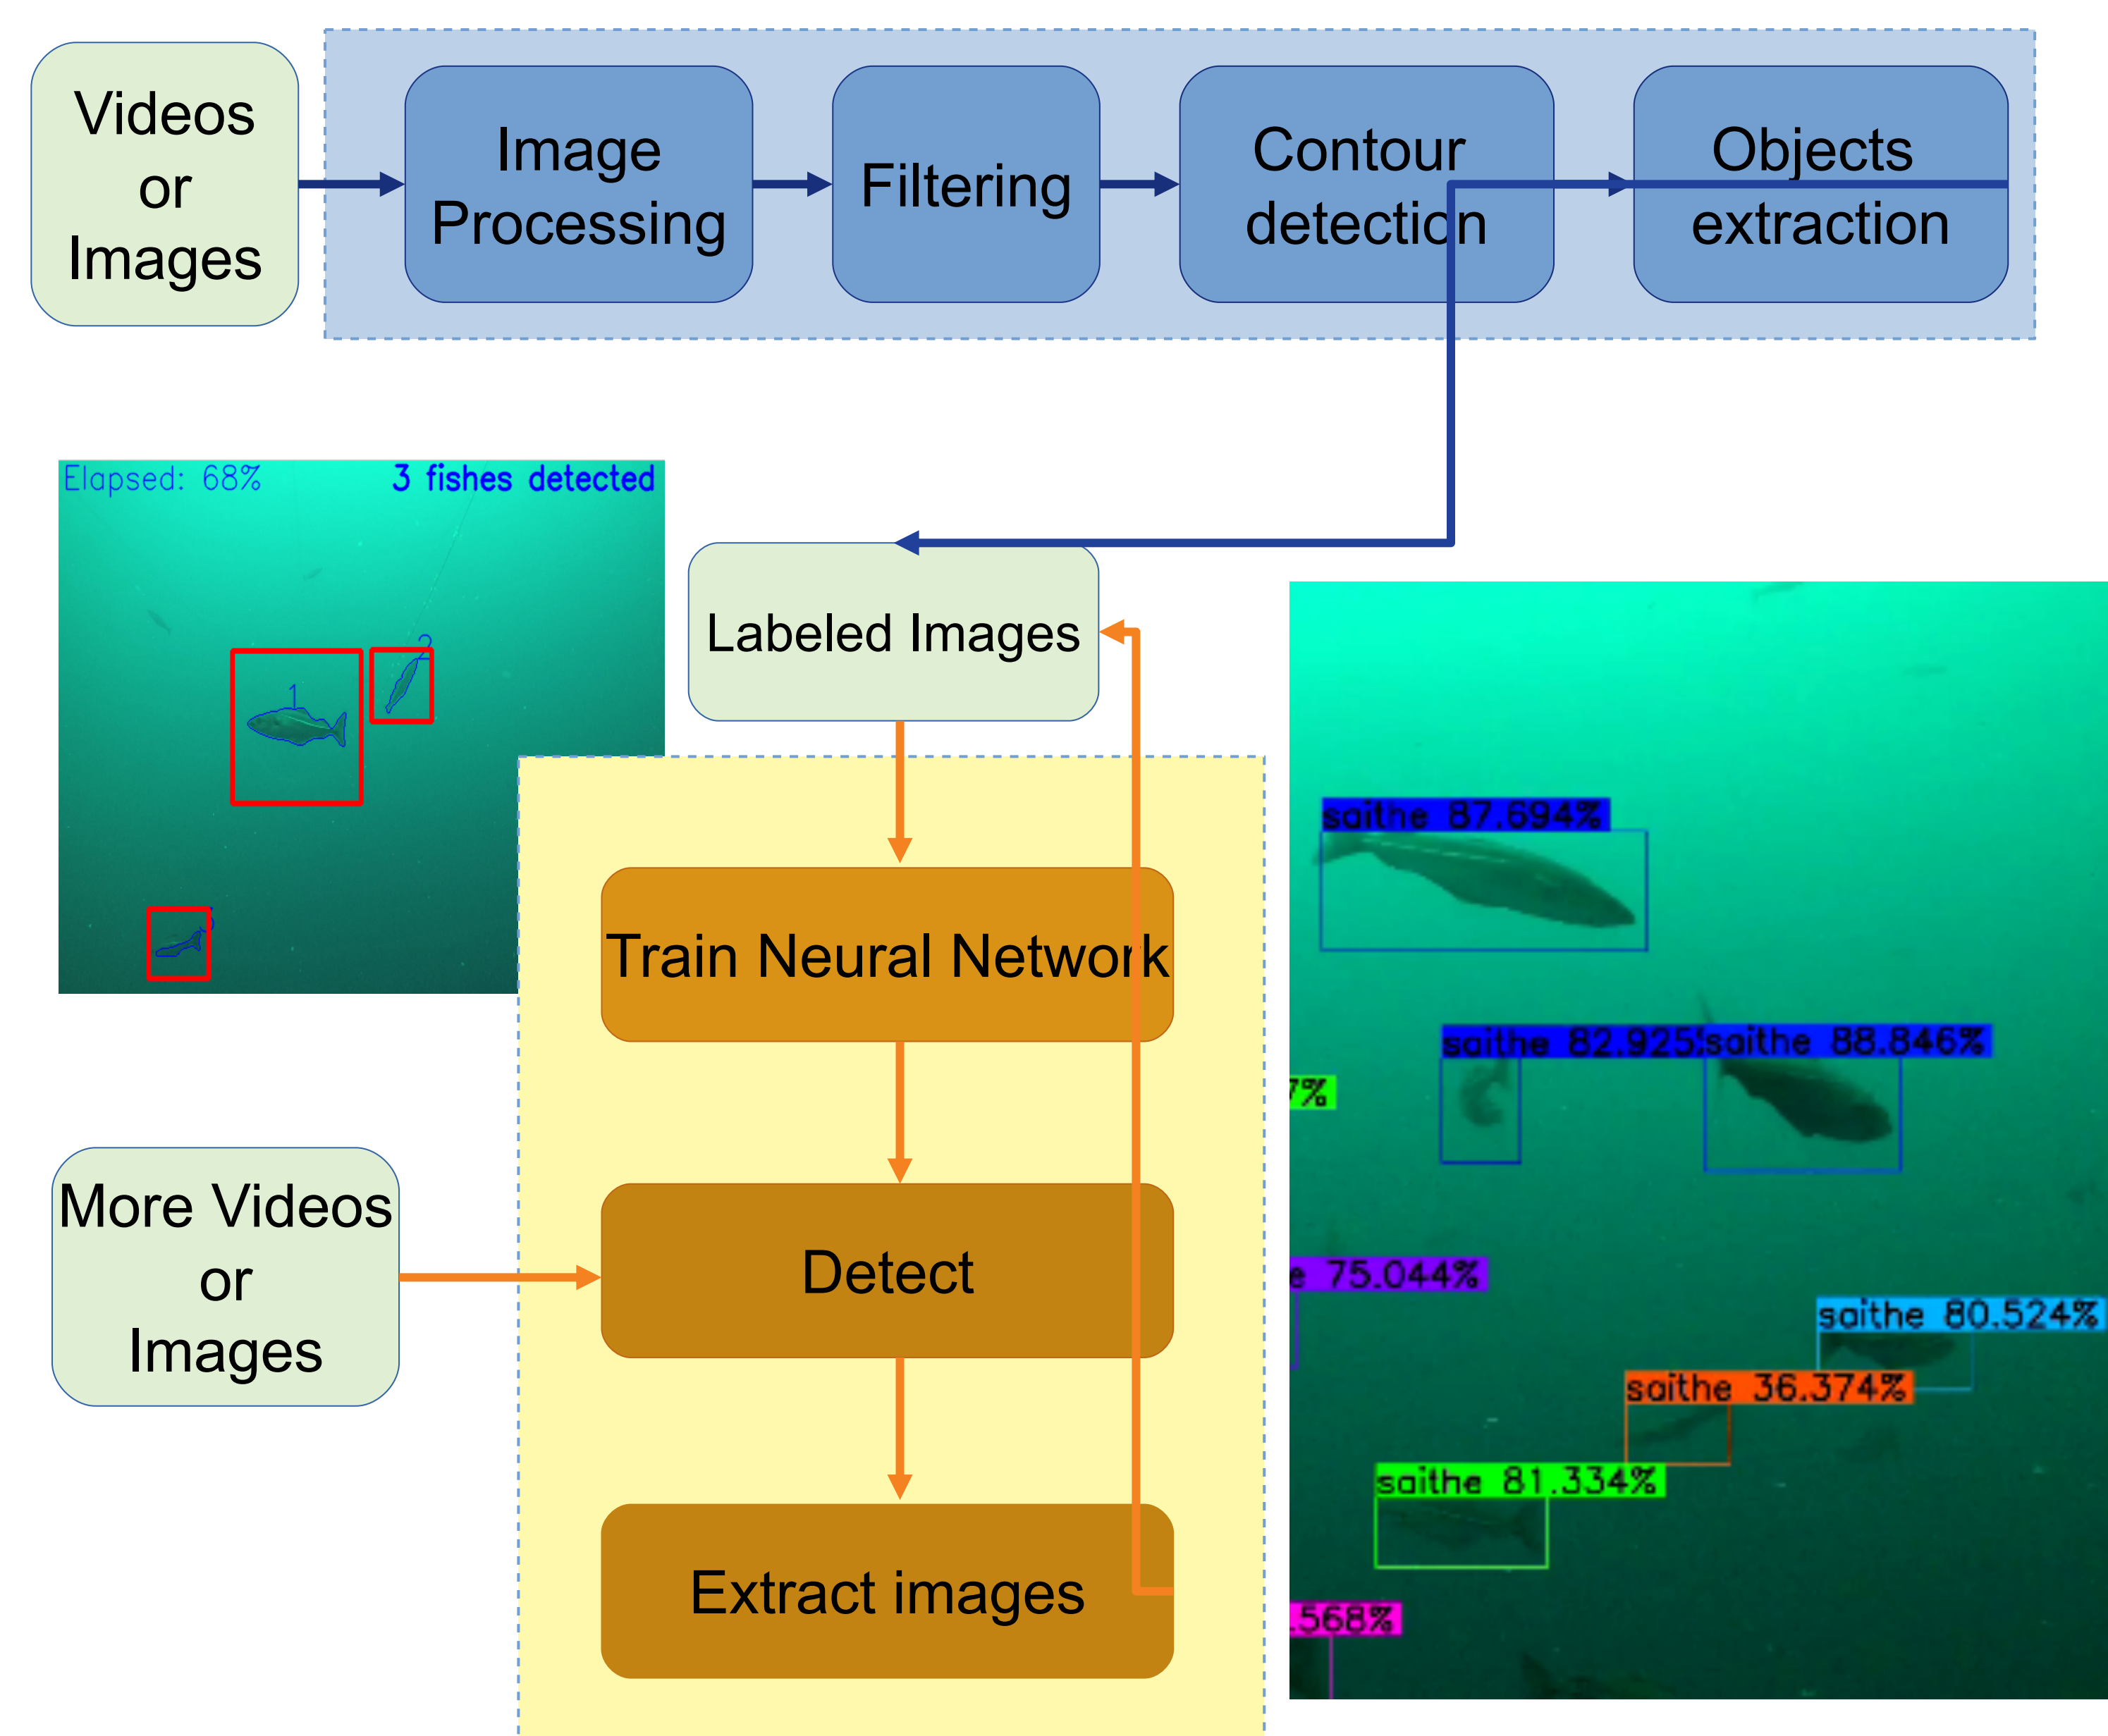 Videos
or
Images
Image
Processing
Filtering
Contour
detection
Objects
extraction
Elapsed: 68%
3 fishes detected
1
2
Labeled Images
Train Neural Network
Detect
Extract images
More Videos
or
Images
saithe 87.694%
saithe 82.925%
saithe 88.846%
7%
e 75.044%
saithe 80.524%
saithe 36.374%
saithe 81.334%
.568%